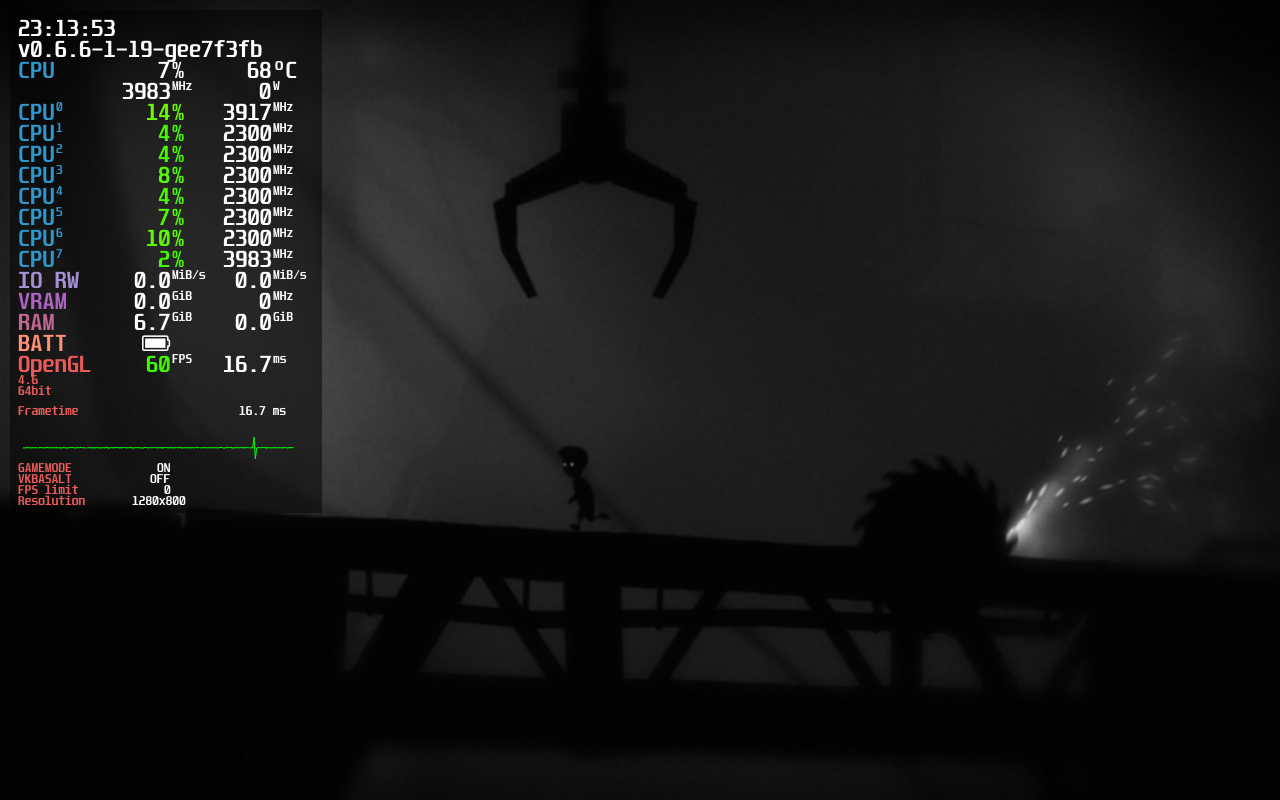 23:13:53
v0.6.6-1-19-gee7f3fb
CPU 7% 68°C
3983MHz 0W
CPU0 14% 3917MHz
CPU1 4% 2300MHz
CPU2 4% 2300MHz
CPU3 8% 2300MHz
CPU4 4% 2300MHz
CPU5 7% 2300MHz
CPU6 10% 2300MHz
CPU7 2% 3983MHz
IO RW 0.0MiB/s 0.0MiB/s
VRAM 0.0GiB 0MHz
RAM 6.7GiB 0.0GiB
BATT
OpenGL 60FPS 16.7ms
4.6
64bit
Frametime 16.7 ms
GAMEMODE ON
VKBASALT OFF
FPS limit 0
Resolution 1280x800